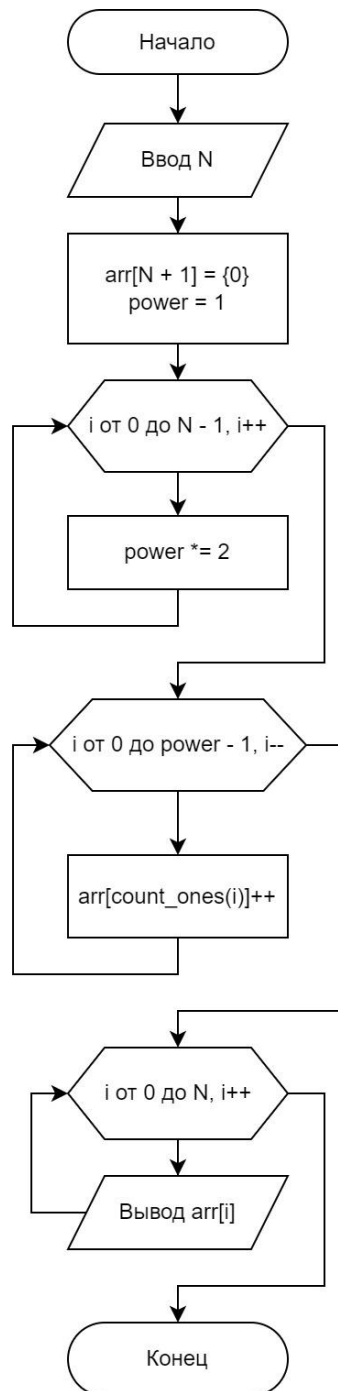 Начало
Ввод N
arr[N + 1] = {0}
power = 1
i от 0 до N - 1, i++
power *= 2
i от 0 до power - 1, i--
arr[count_ones(i)]++
i от 0 до N, i++
Вывод arr[i]
Конец